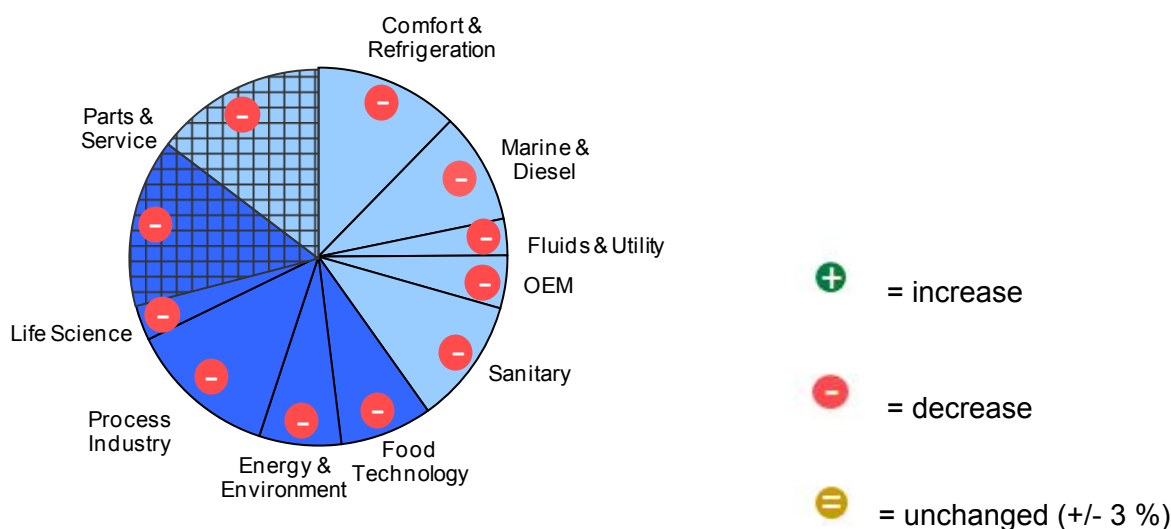 Comfort &
Refrigeration
Parts &
Service
Marine &
Diesel
Fluids & Utility
OEM
Life Science
Sanitary
Process
Industry
Energy &
Environment
Food
Technology
+ = increase
- = decrease
= = unchanged (+/- 3 %)